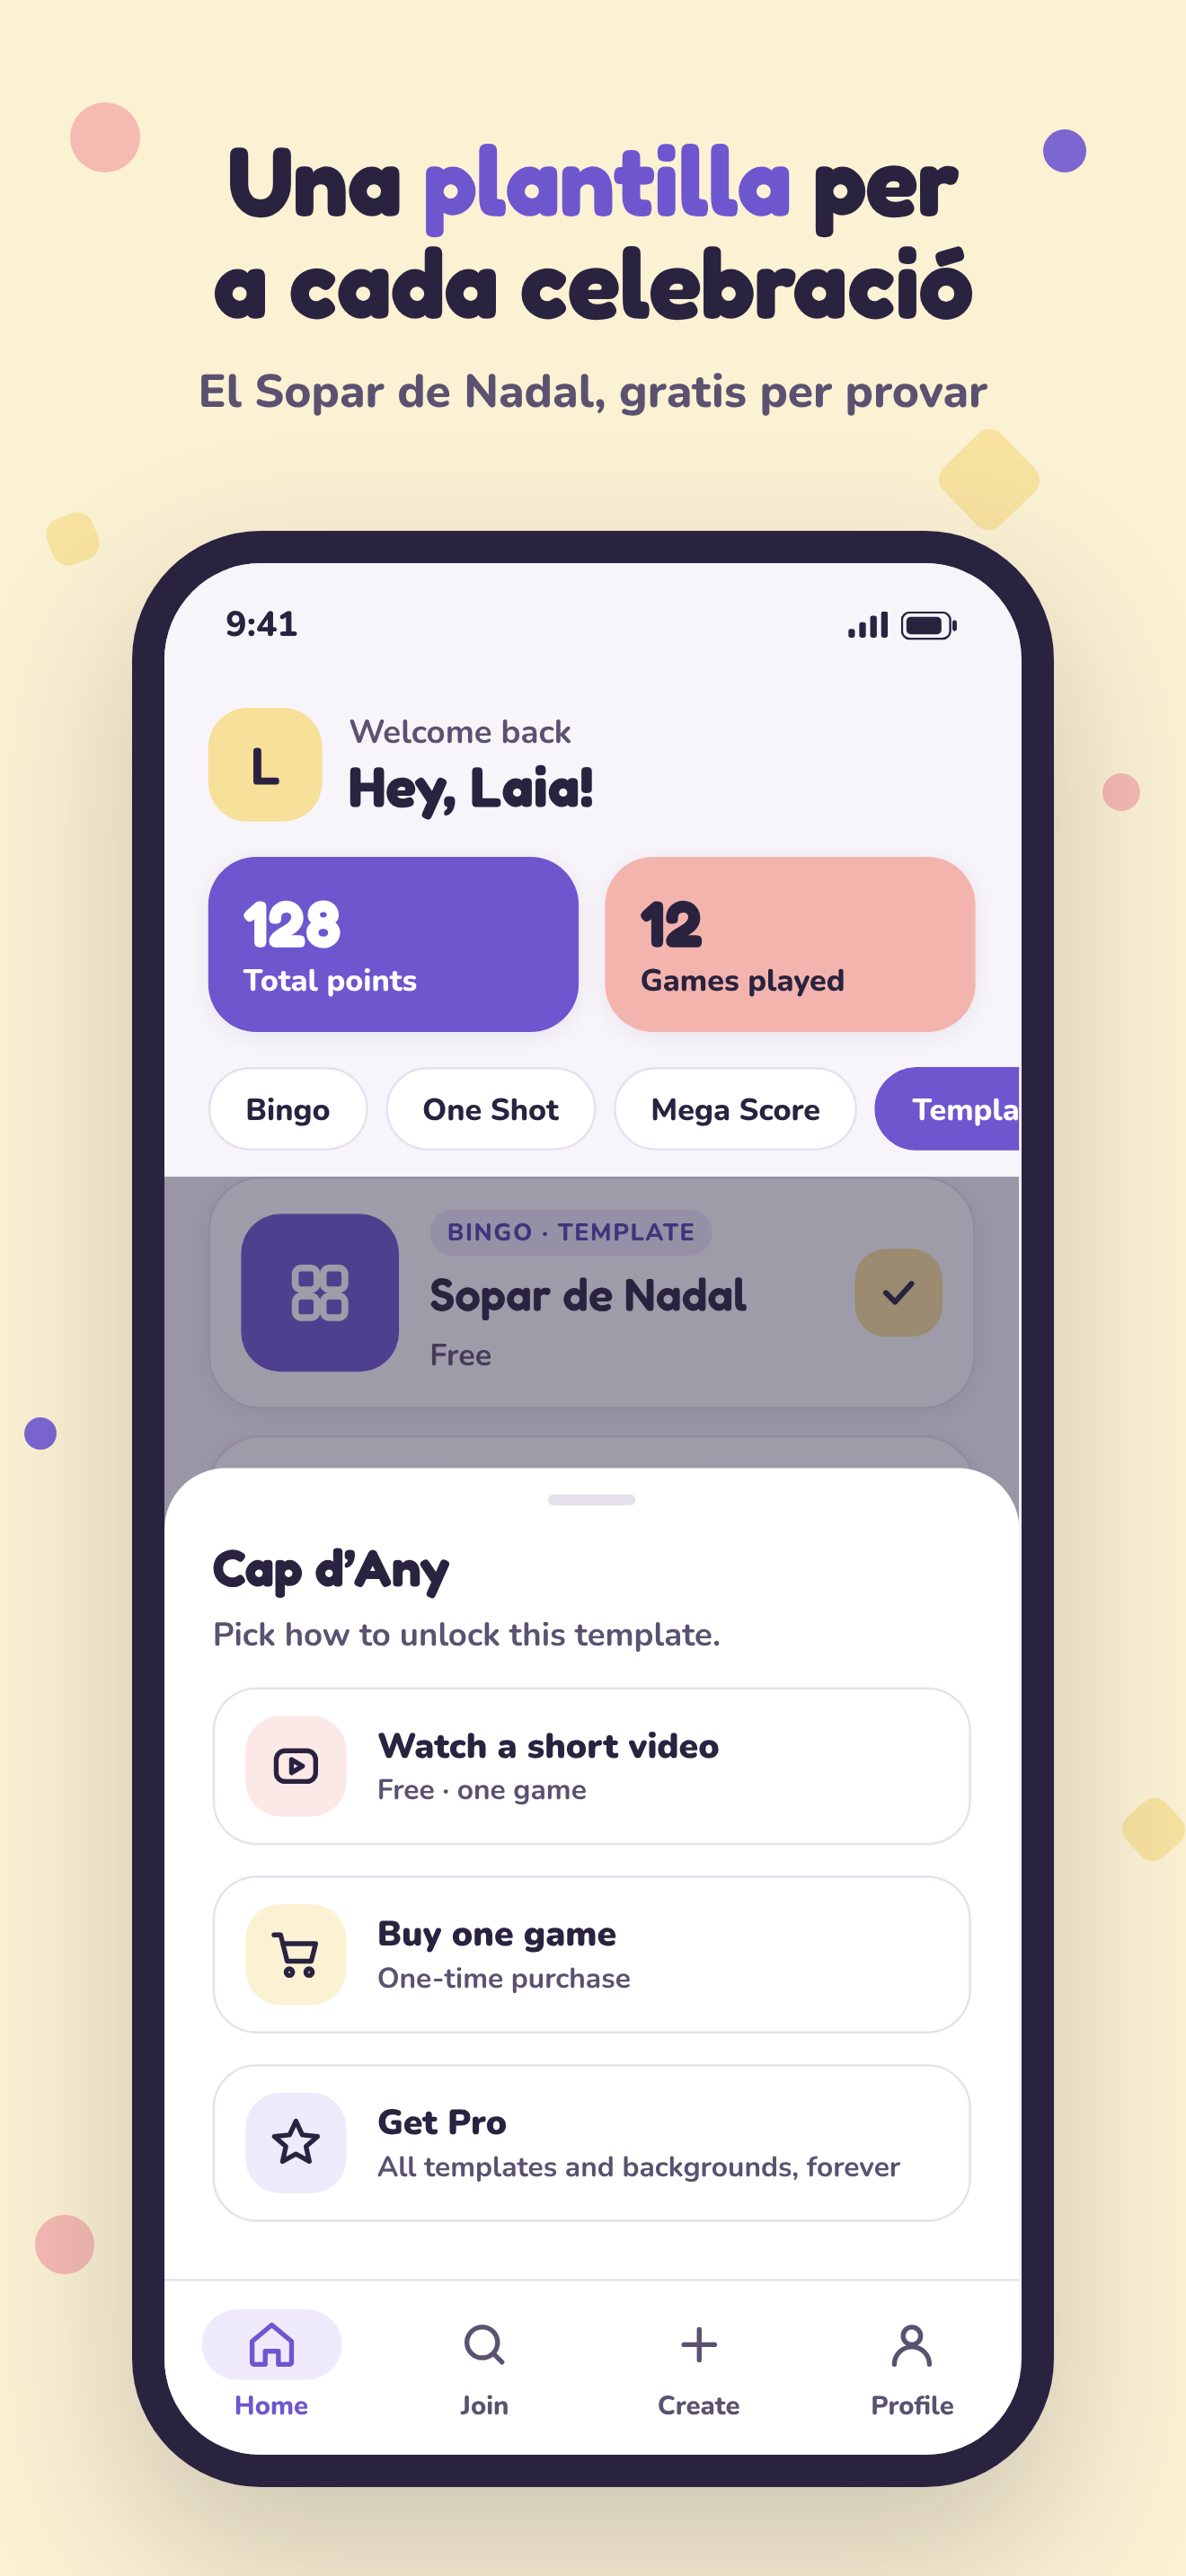 Una plantilla per
a cada celebració
El Sopar de Nadal, gratis per provar
9:41
L
Welcome back
Hey, Laia!
128
Total points
12
Games played
Bingo
One Shot
Mega Score
Templa
BINGO · TEMPLATE
Sopar de Nadal
Free
Cap d’Any
Pick how to unlock this template.
Watch a short video
Free · one game
Buy one game
One-time purchase
Get Pro
All templates and backgrounds, forever
Home
Join
Create
Profile